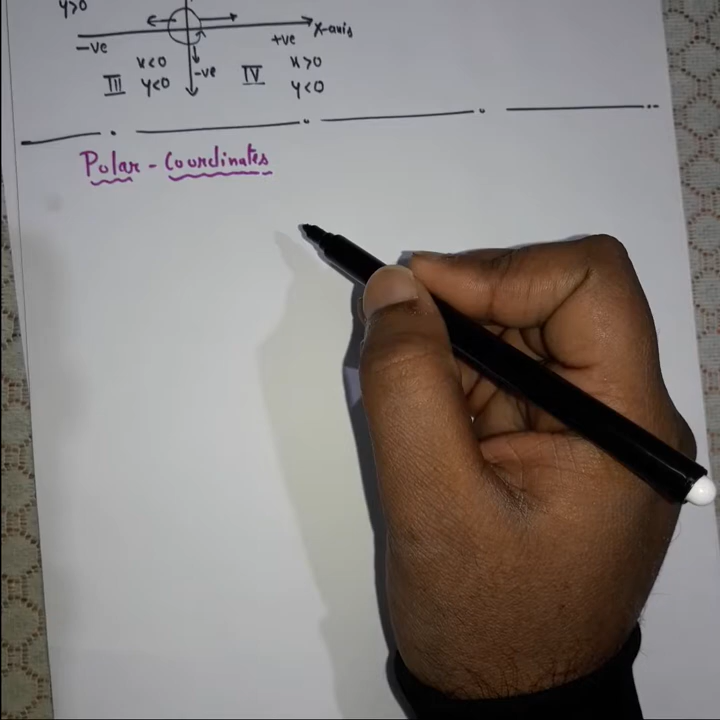 y>0
-ve +ve x-axis
III x<0 -ve IV x>0
y<0 y<0
Polar - Coordinates